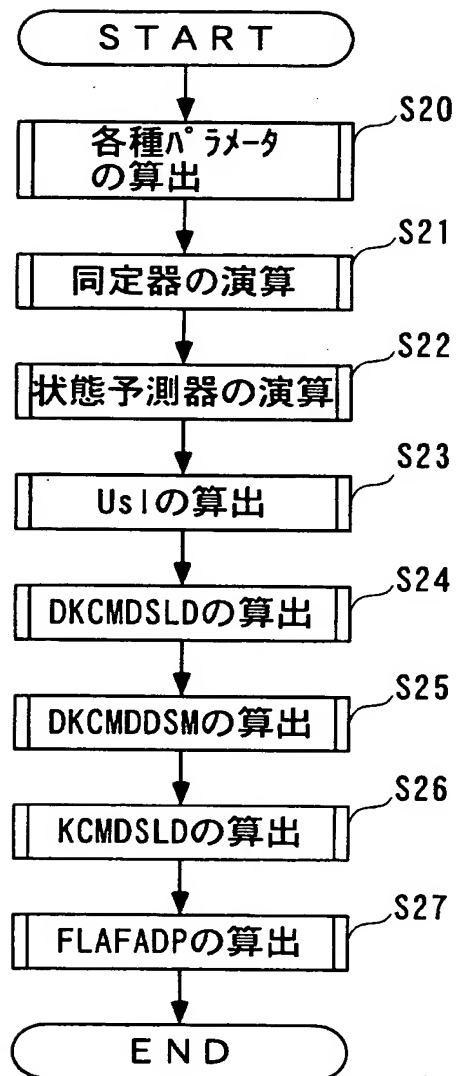 START
S20
各種パラメータ
の算出
S21
同定器の演算
S22
状態予測器の演算
S23
Uslの算出
S24
DKCMDSLDの算出
S25
DKCMDDSMの算出
S26
KCMDSLDの算出
S27
FLAFADPの算出
END